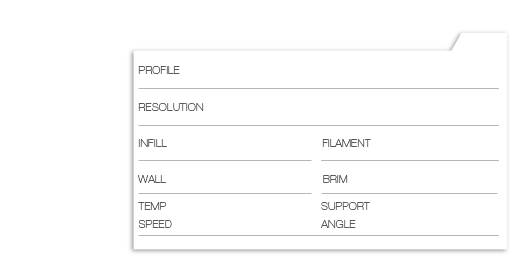 PROFILE
RESOLUTION
INFILL FILAMENT
WALL BRIM
TEMP SUPPORT
SPEED ANGLE